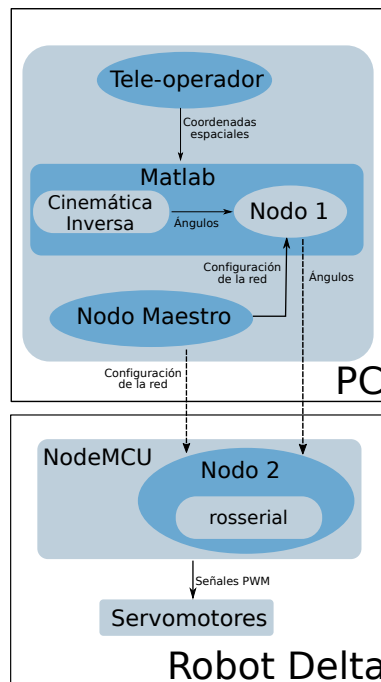 Tele-operador
Coordenadas
espaciales
Matlab
Cinemática
Inversa
Ángulos
Nodo 1
Configuración
de la red
Ángulos
Nodo Maestro
Configuración
de la red
PC
NodeMCU
Nodo 2
rosserial
Señales PWM
Servomotores
Robot Delta